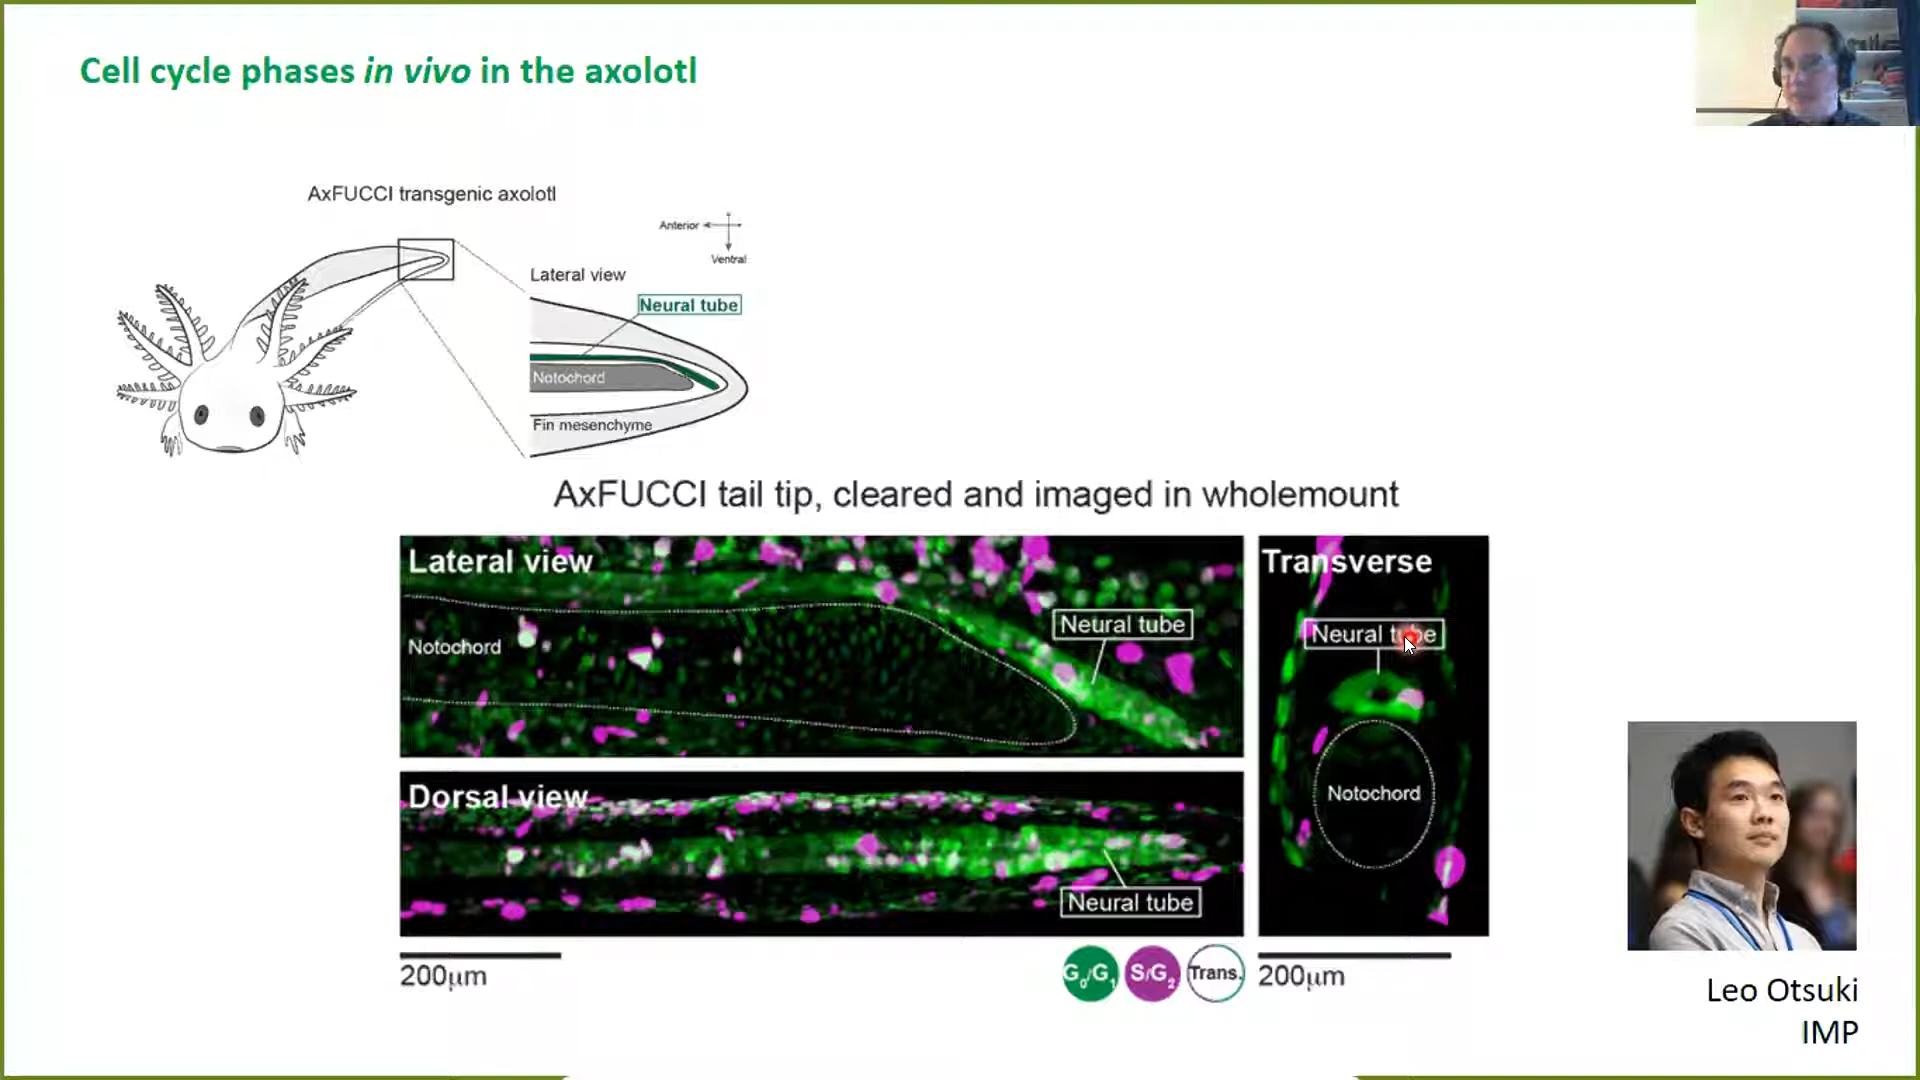 Cell cycle phases in vivo in the axolotl
AxFUCCI transgenic axolotl
Anterior
Ventral
Lateral view
Neural tube
Notochord
Fin mesenchyme
AxFUCCI tail tip, cleared and imaged in wholemount
Lateral view
Notochord
Neural tube
Transverse
Neural tube
Notochord
Dorsal view
Neural tube
200μm
G0/G1
S/G2
Trans.
200μm
Leo Otsuki
IMP